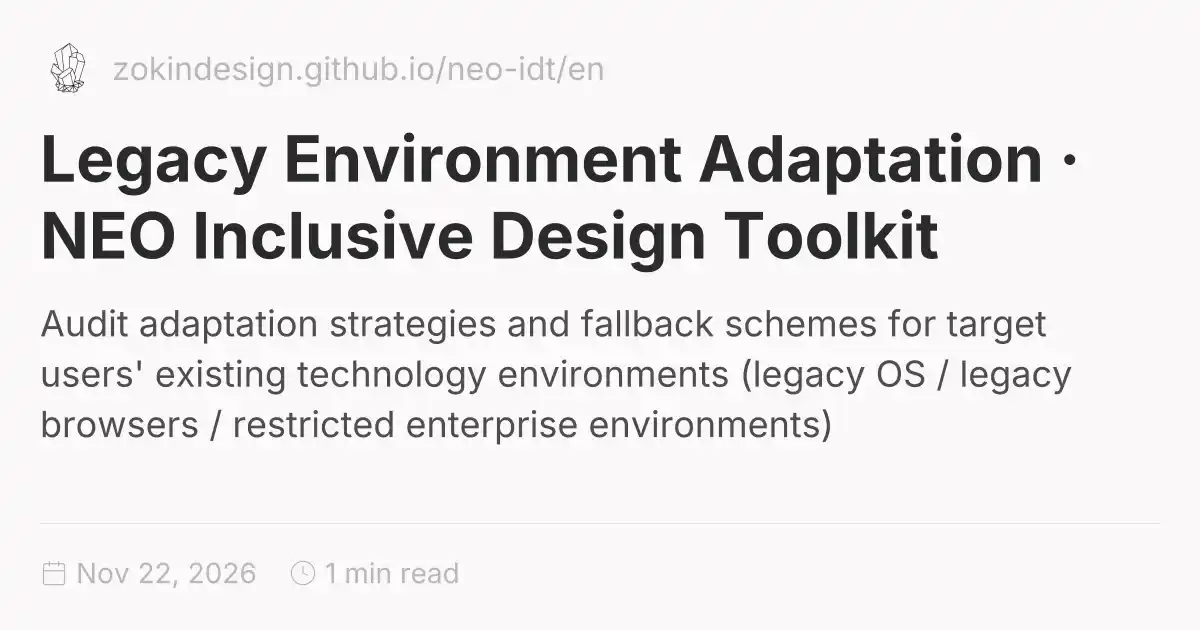 zokindesign.github.io/neo-idt/en
Legacy Environment Adaptation ·
NEO Inclusive Design Toolkit
Audit adaptation strategies and fallback schemes for target
users' existing technology environments (legacy OS / legacy
browsers / restricted enterprise environments)
Nov 22, 2026 1 min read